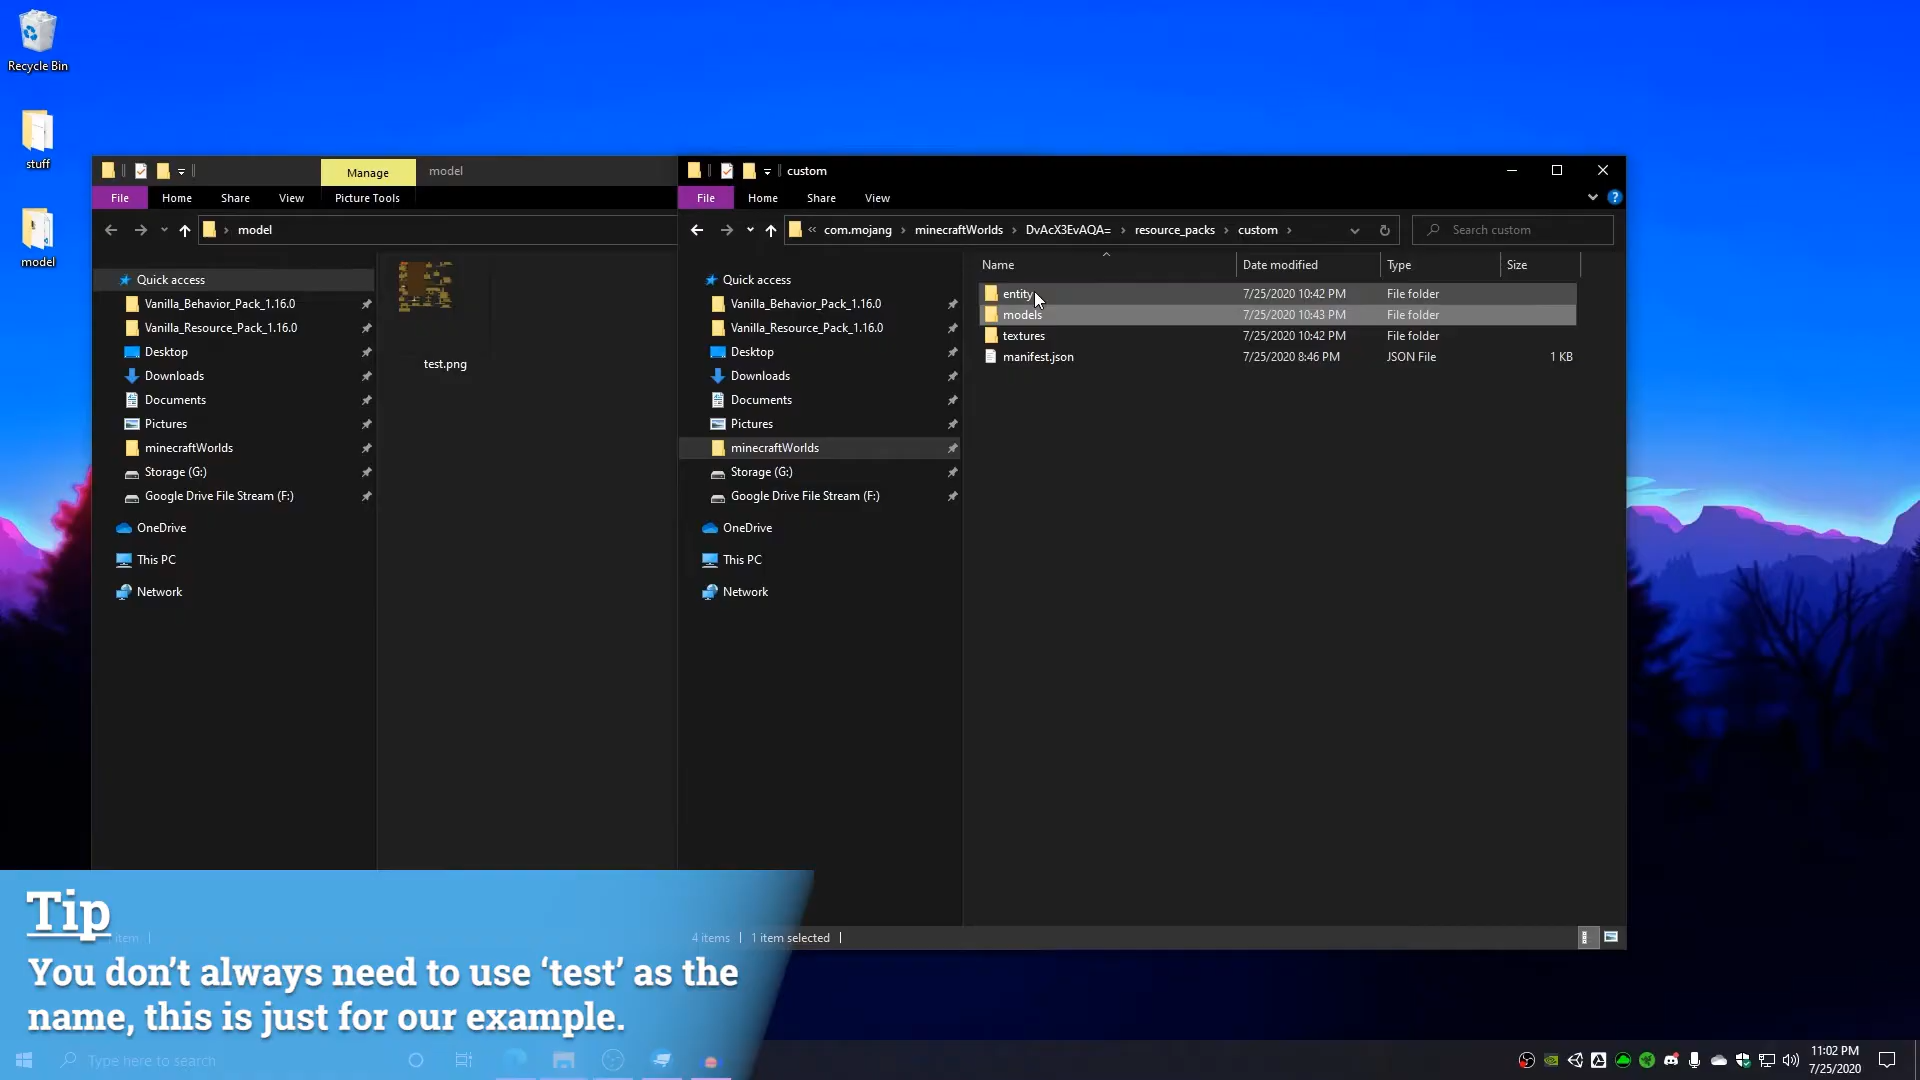 Recycle Bin
stuff
model
Manage
model
File
Home
Share
View
Picture Tools
model
Quick access
Vanilla_Behavior_Pack_1.16.0
Vanilla_Resource_Pack_1.16.0
Desktop
Downloads
Documents
Pictures
minecraftWorlds
Storage (G:)
Google Drive File Stream (F:)
OneDrive
This PC
Network
test.png
custom
File
Home
Share
View
« com.mojang › minecraftWorlds › DvAcX3EvAQA= › resource_packs › custom ›
Search custom
Quick access
Vanilla_Behavior_Pack_1.16.0
Vanilla_Resource_Pack_1.16.0
Desktop
Downloads
Documents
Pictures
minecraftWorlds
Storage (G:)
Google Drive File Stream (F:)
OneDrive
This PC
Network
Name Date modified Type Size
entity 7/25/2020 10:42 PM File folder
models 7/25/2020 10:43 PM File folder
textures 7/25/2020 10:42 PM File folder
manifest.json 7/25/2020 8:46 PM JSON File 1 KB
item
4 items 1 item selected
Tip
You don't always need to use 'test' as the
name, this is just for our example.
Type here to search
11:02 PM
7/25/2020